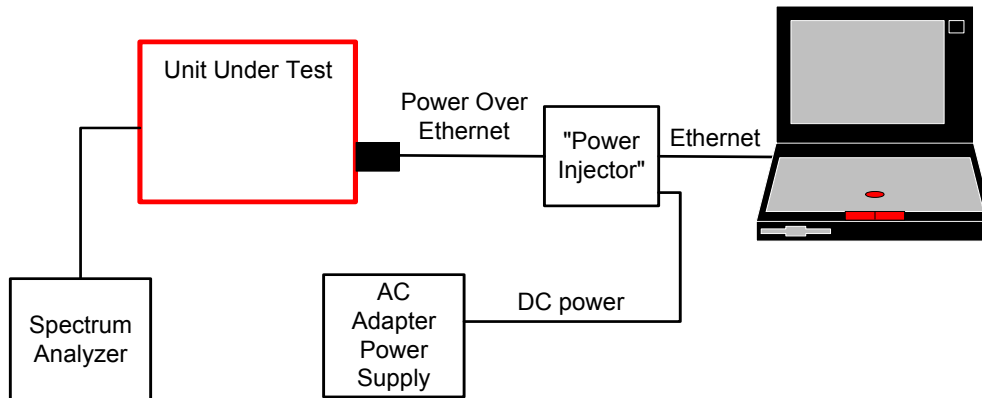 Unit Under Test
Power Over
Ethernet
"Power
Injector"
Ethernet
Spectrum
Analyzer
AC
Adapter
Power
Supply
DC power